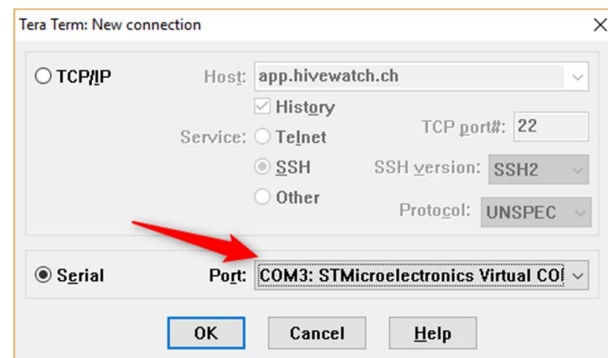 Tera Term: New connection
TCP/IP
Host: app.hivewatch.ch
History
Service: Telnet
TCP port#: 22
SSH
SSH version: SSH2
Other
Protocol: UNSPEC
Serial
Port: COM3: STMicroelectronics Virtual COM
OK Cancel Help